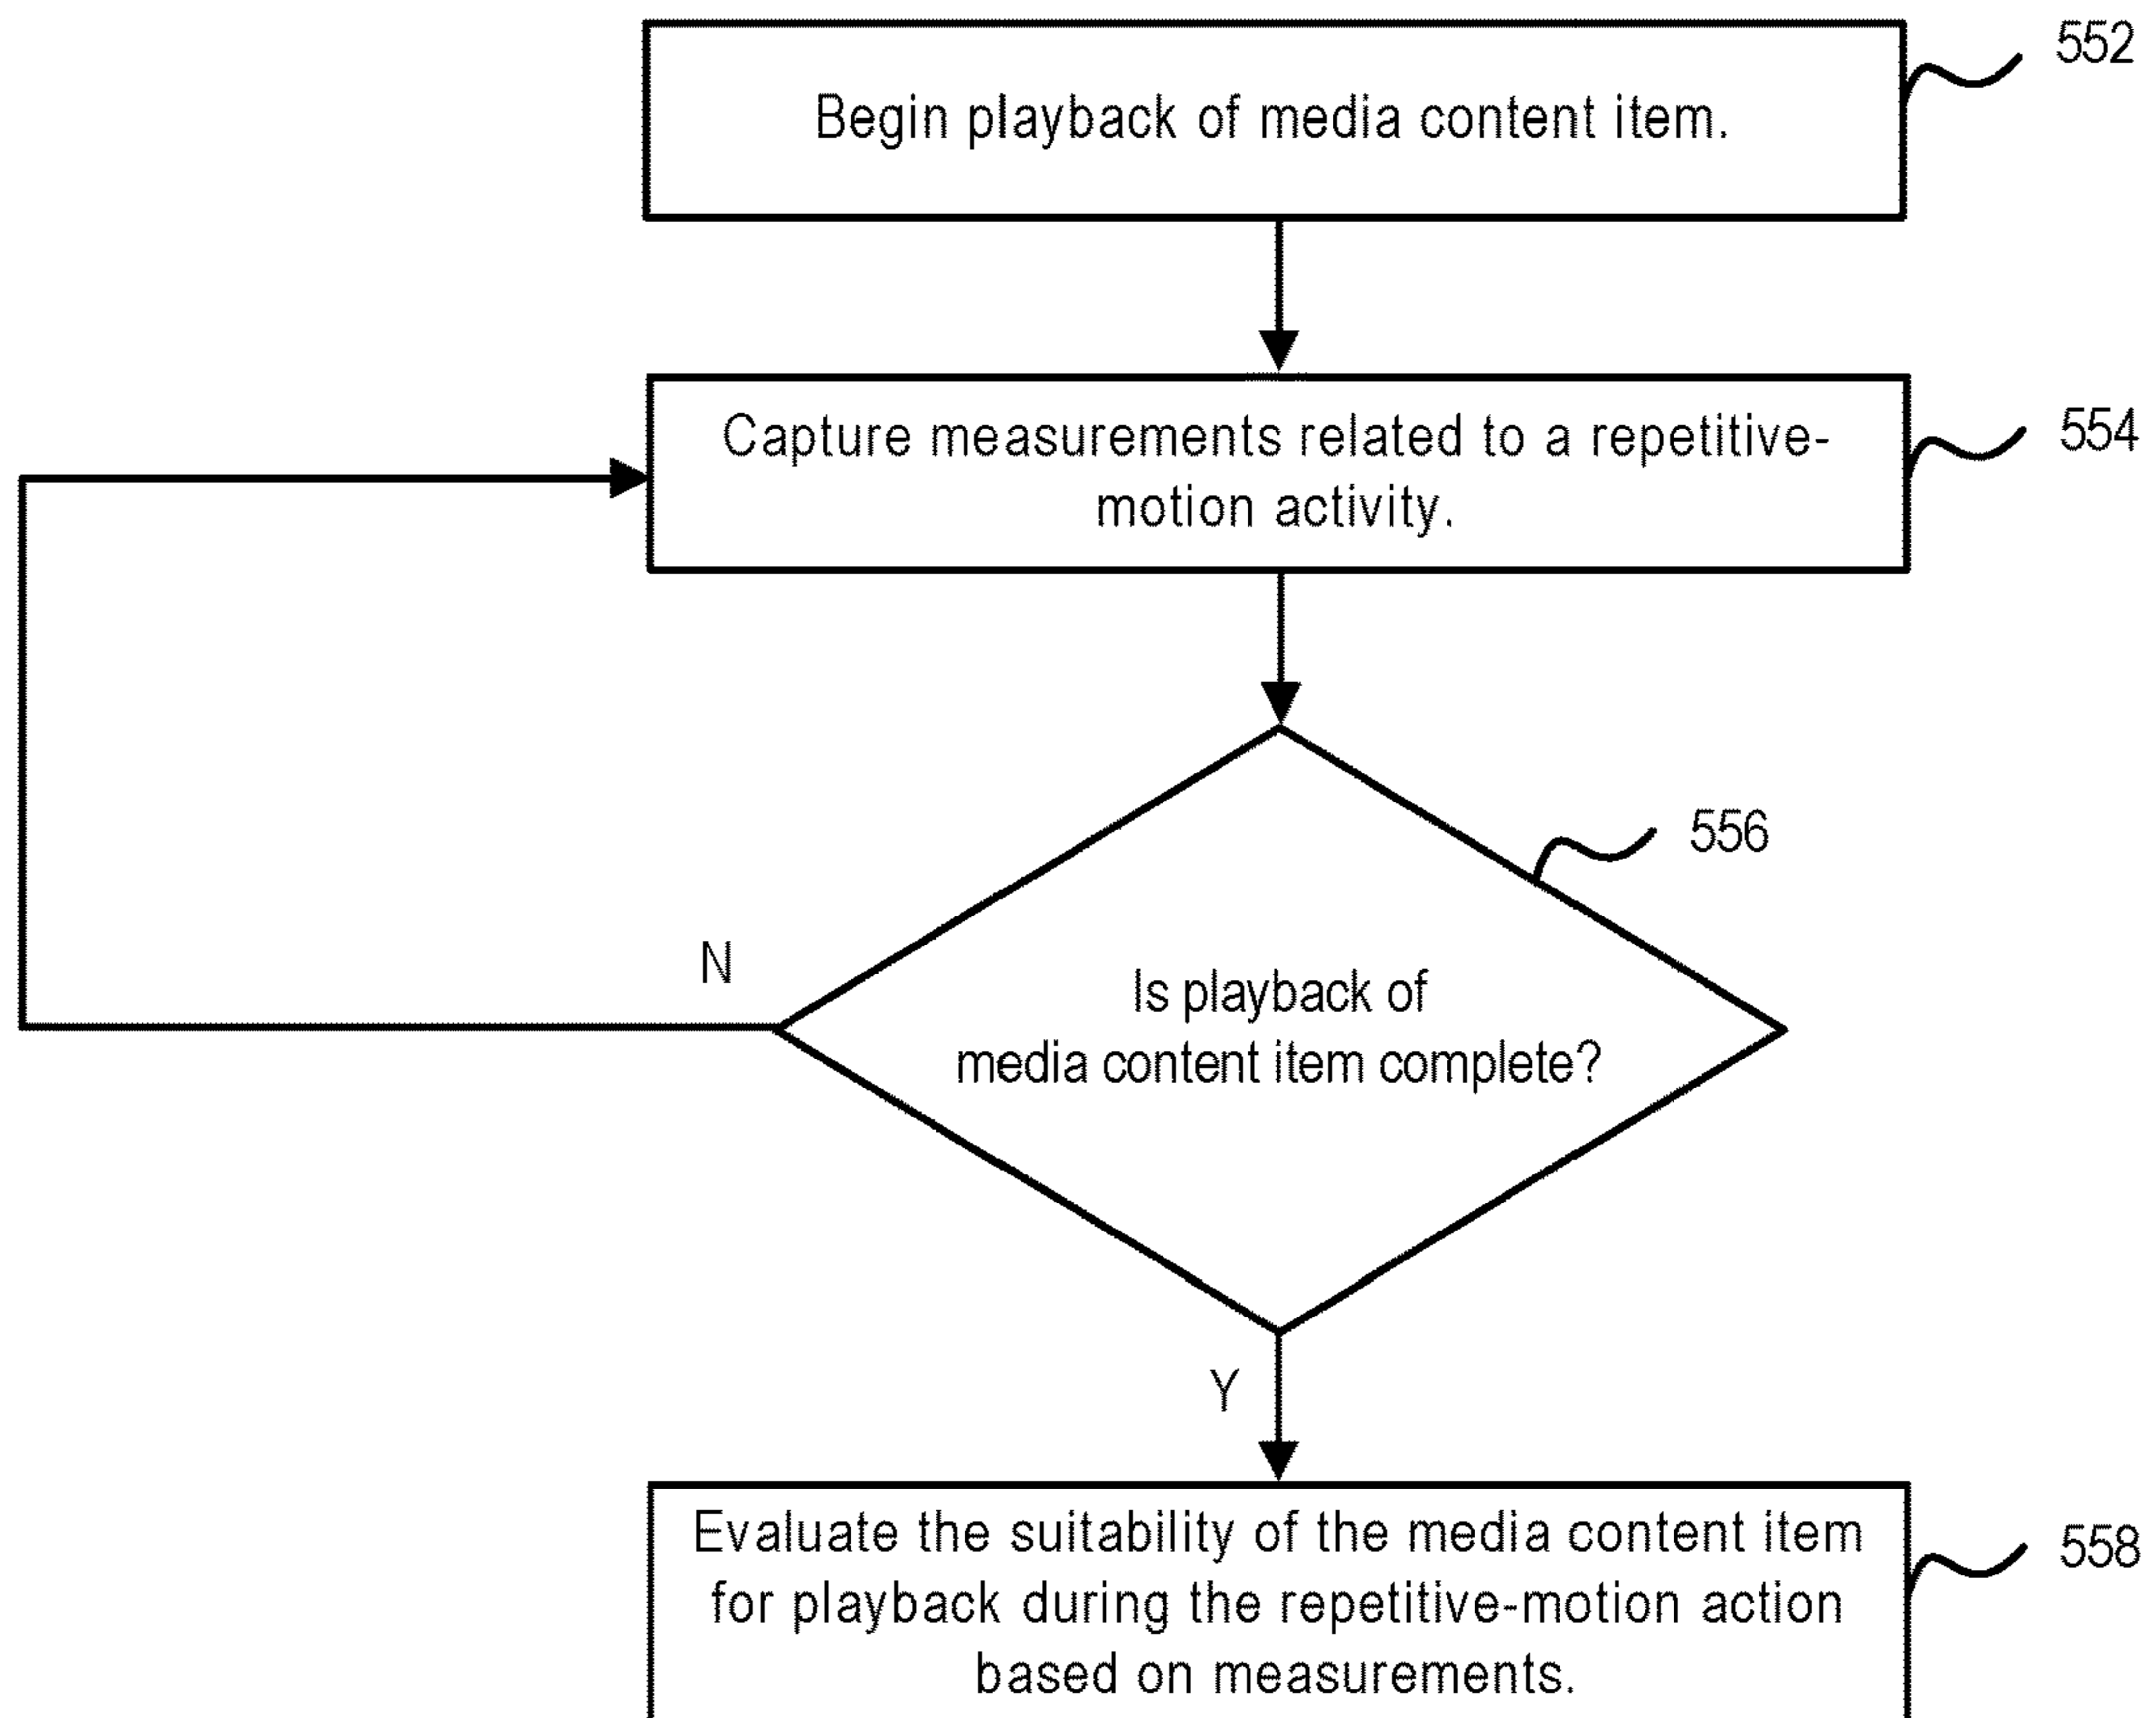 552
Begin playback of media content item.
554
Capture measurements related to a repetitive-
motion activity.
556
N
Is playback of
media content item complete?
Y
558
Evaluate the suitability of the media content item
for playback during the repetitive-motion action
based on measurements.